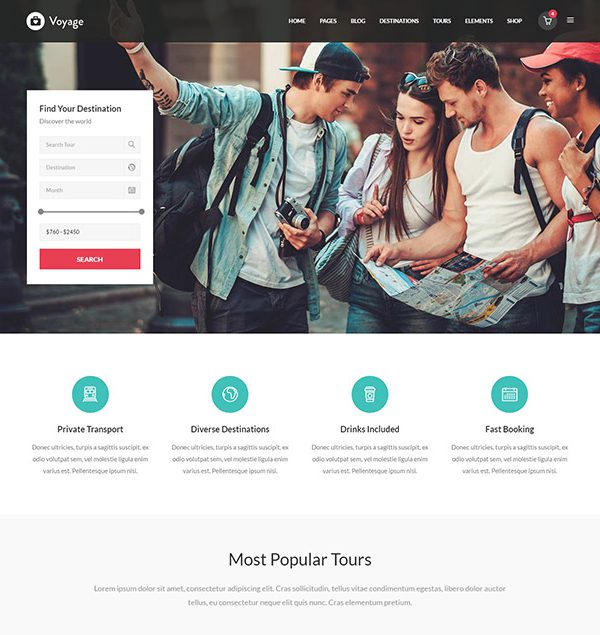 Voyage
HOME PAGES BLOG DESTINATIONS TOURS ELEMENTS SHOP 4
Find Your Destination
Discover the world
Search Tour
Destination
Month
$760 - $2450
SEARCH
Private Transport
Donec ultricies, turpis a sagittis suscipit, ex
odio volutpat sem, vel molestie ligula enim
varius est. Pellentesque ipsum nisi.
Diverse Destinations
Donec ultricies, turpis a sagittis suscipit, ex
odio volutpat sem, vel molestie ligula enim
varius est. Pellentesque ipsum nisi.
Drinks Included
Donec ultricies, turpis a sagittis suscipit, ex
odio volutpat sem, vel molestie ligula enim
varius est. Pellentesque ipsum nisi.
Fast Booking
Donec ultricies, turpis a sagittis suscipit, ex
odio volutpat sem, vel molestie ligula enim
varius est. Pellentesque ipsum nisi.
Most Popular Tours
Lorem ipsum dolor sit amet, consectetur adipiscing elit. Cras sollicitudin, tellus vitae condimentum egestas, libero dolor auctor
tellus, eu consectetur neque elit quis nunc. Cras elementum pretium.